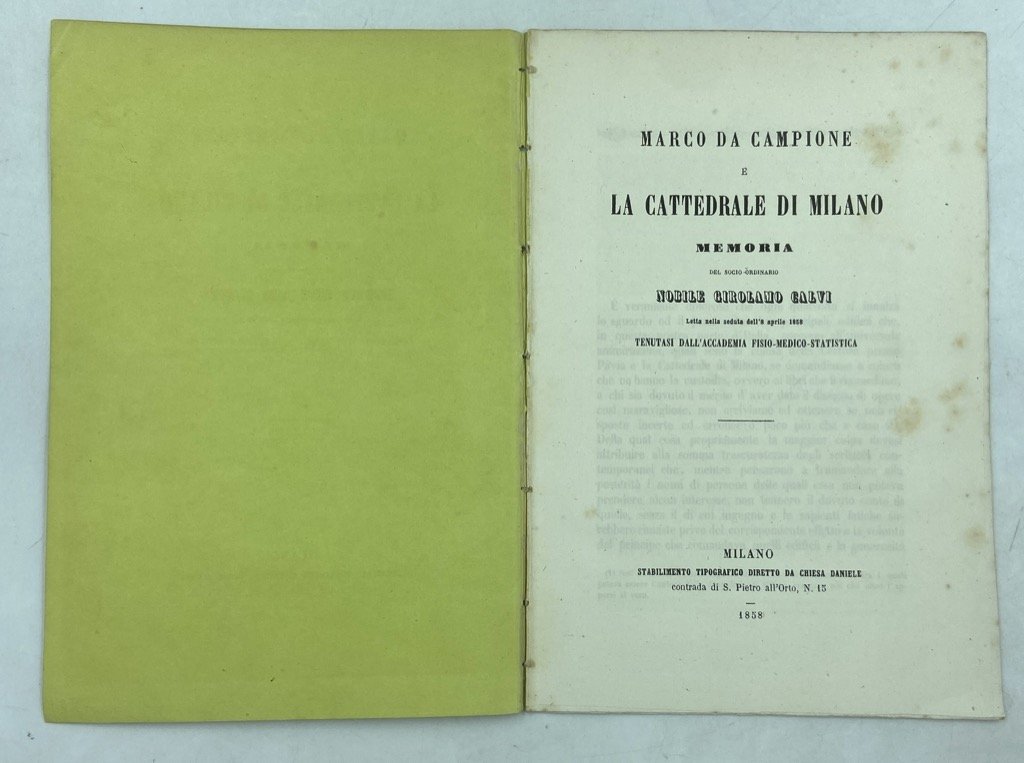 MARCO DA CAMPIONE
E
LA CATTEDRALE DI MILANO
MEMORIA
DEL SOCIO ORDINARIO
NOBILE GIROLAMO CALVI
Letta nella seduta dell'8 aprile 1858
TENUTASI DALL'ACCADEMIA FISIO-MEDICO-STATISTICA
MILANO
STABILIMENTO TIPOGRAFICO DIRETTO DA CHIESA DANIELE
contrada di S. Pietro all'Orto, N. 15
1858